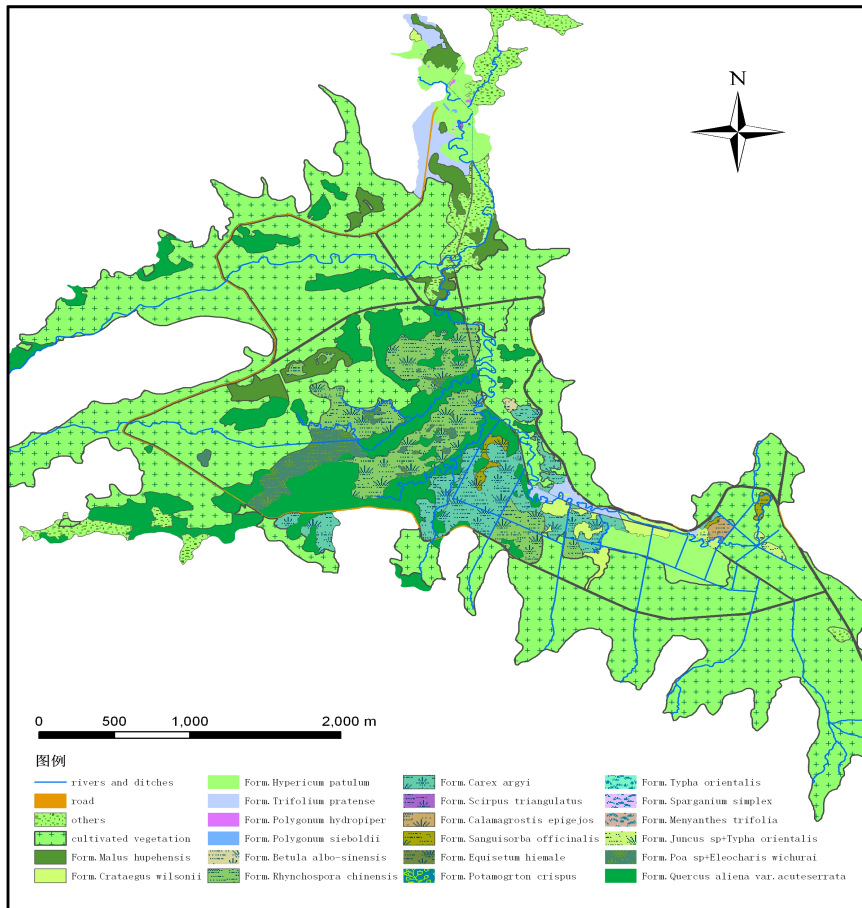 N
0 500 1,000 2,000 m
图例
rivers and ditches
road
others
cultivated vegetation
Form.Malus hupehensis
Form.Crataegus wilsonii
Form.Hypericum patulum
Form.Trifolium pratense
Form.Polygonum hydropiper
Form.Polygonum sieboldii
Form.Betula albo-sinensis
Form.Rhynchospora chinensis
Form.Carex argyi
Form.Scirpus triangulatus
Form.Calamagrostis epigejos
Form.Sanguisorba officinalis
Form.Equisetum hiemale
Form.Potamogrton crispus
Form.Typha orientalis
Form.Sparganium simplex
Form.Menyanthes trifolia
Form.Juncus sp+Typha orientalis
Form.Poa sp+Eleocharis wichurai
Form.Quercus aliena var.acuteserrata